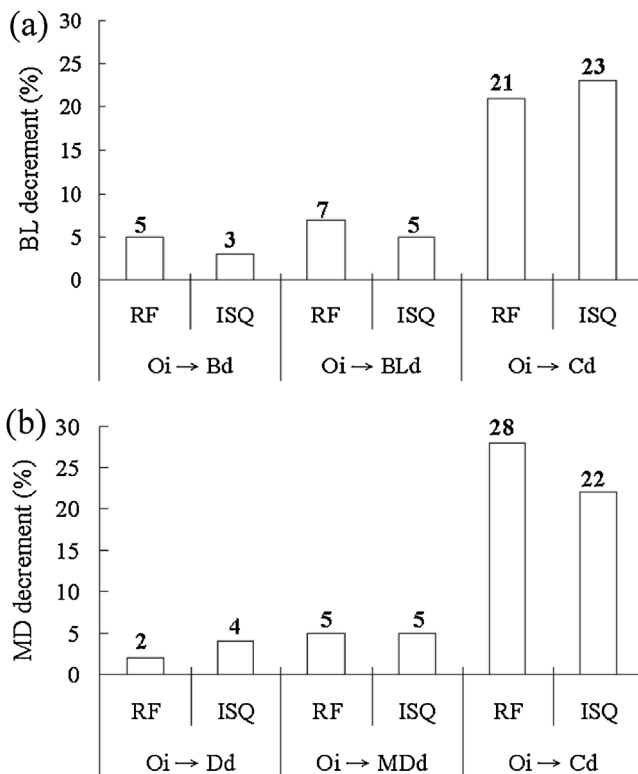 (a)
BL decrement (%)
30
25
20
15
10
5
0
5 3 7 5 21 23
RF ISQ RF ISQ RF ISQ
Oi → Bd Oi → BLd Oi → Cd
(b)
MD decrement (%)
30
25
20
15
10
5
0
2 4 5 5 28 22
RF ISQ RF ISQ RF ISQ
Oi → Dd Oi → MDd Oi → Cd